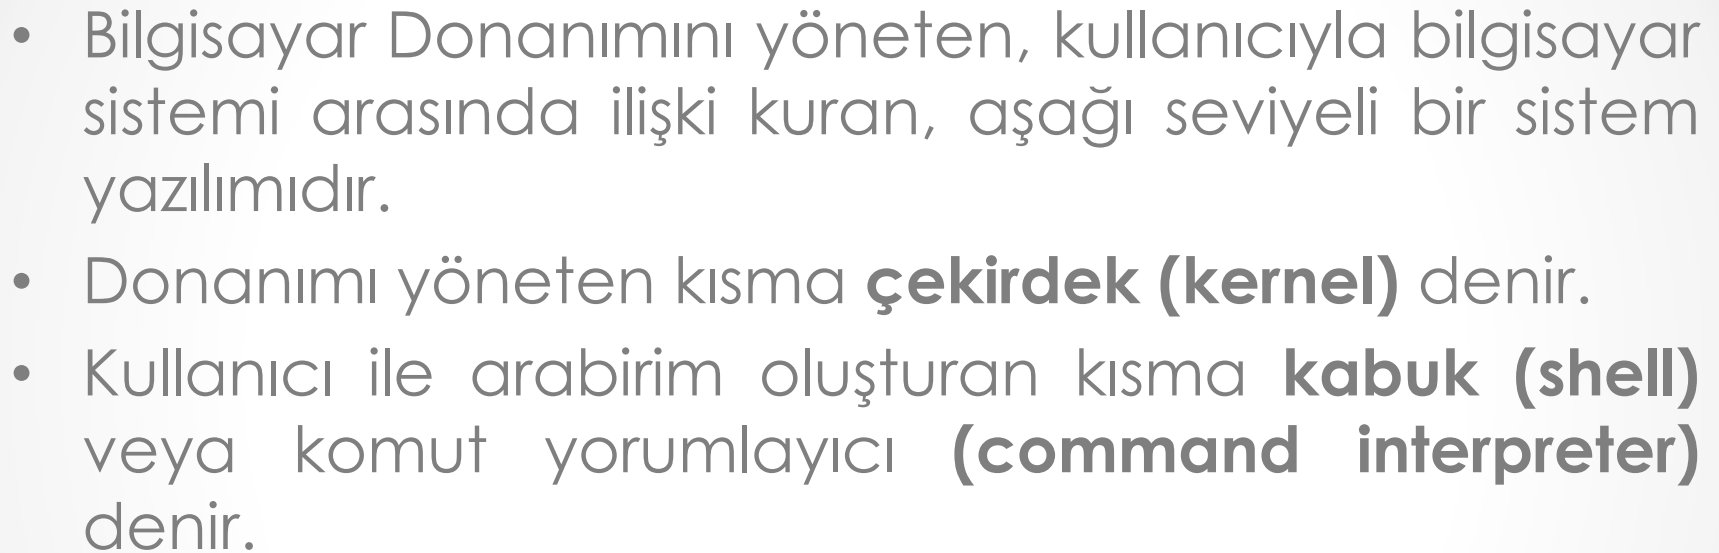 • Bilgisayar Donanımını yöneten, kullanıcıyla bilgisayar
sistemi arasında ilişki kuran, aşağı seviyeli bir sistem
yazılımıdır.
• Donanımı yöneten kısma çekirdek (kernel) denir.
• Kullanıcı ile arabirim oluşturan kısma kabuk (shell)
veya komut yorumlayıcı (command interpreter)
denir.